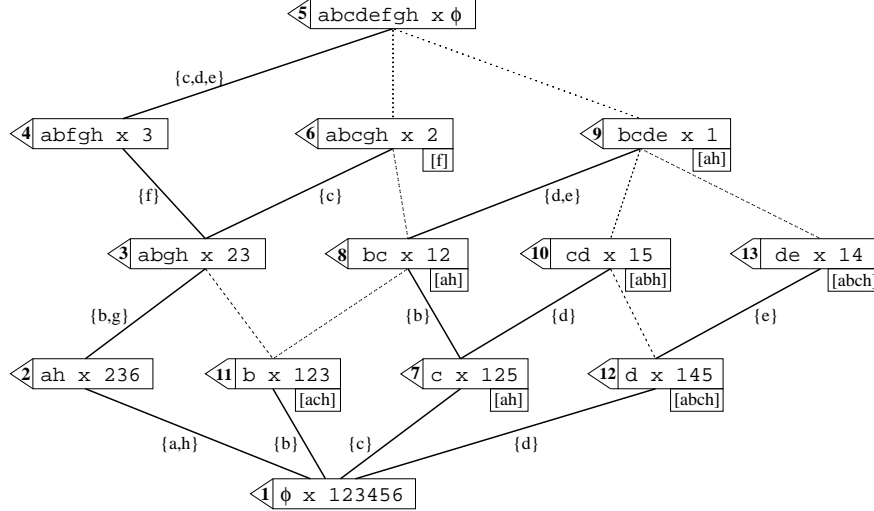 5 abcdefgh x ϕ
{c,d,e}
4 abfgh x 3
6 abcgh x 2
[f]
9 bcde x 1
[ah]
{f}
{c}
{d,e}
3 abgh x 23
8 bc x 12
[ah]
10 cd x 15
[abh]
13 de x 14
[abch]
{b,g}
{b}
{d}
{e}
2 ah x 236
11 b x 123
[ach]
7 c x 125
[ah]
12 d x 145
[abch]
{a,h}
{b}
{c}
{d}
1 ϕ x 123456